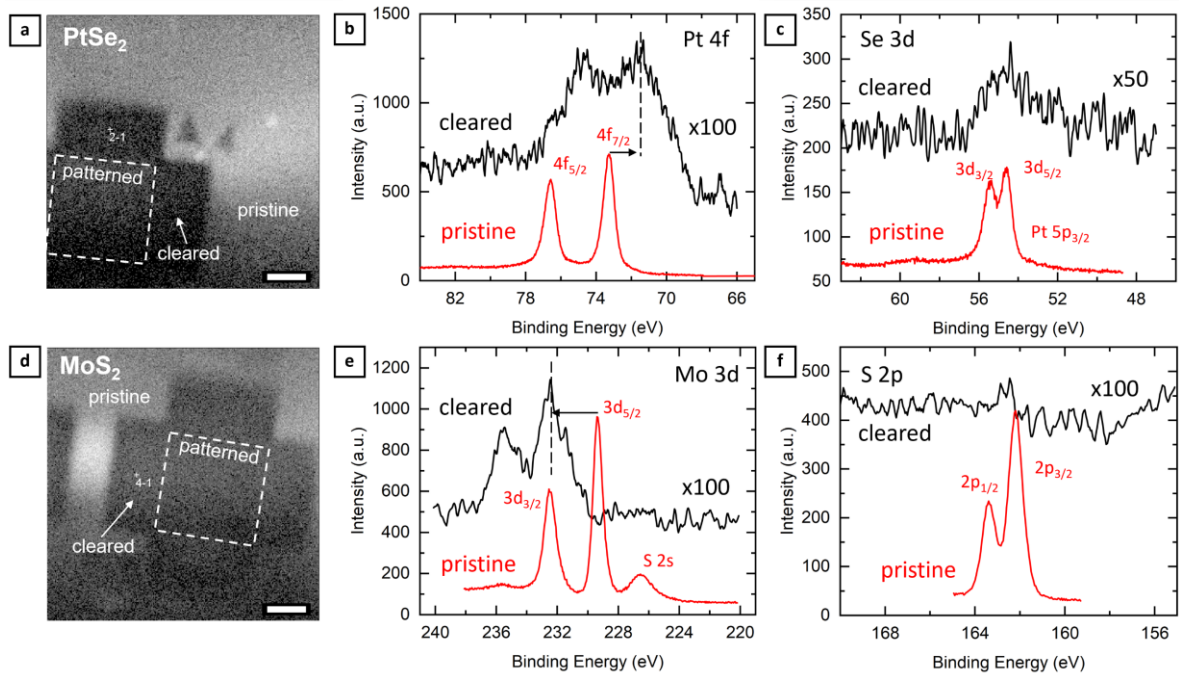 a
PtSe2
2-1
patterned
pristine
cleared
b
Pt 4f
cleared
x100
4f7/2
4f5/2
pristine
Intensity (a.u.)
1500
1250
1000
750
500
250
0
82 78 74 70 66
Binding Energy (eV)
c
Se 3d
cleared
x50
3d3/2
3d5/2
pristine
Pt 5p3/2
Intensity (a.u.)
350
300
250
200
150
100
50
60 56 52 48
Binding Energy (eV)
d
MoS2
pristine
patterned
4-1
cleared
e
Mo 3d
cleared
3d5/2
x100
3d3/2
pristine
S 2s
Intensity (a.u.)
1200
1000
800
600
400
200
0
240 236 232 228 224 220
Binding Energy (eV)
f
S 2p
x100
cleared
2p3/2
2p1/2
pristine
Intensity (a.u.)
500
400
300
200
100
0
168 164 160 156
Binding Energy (eV)